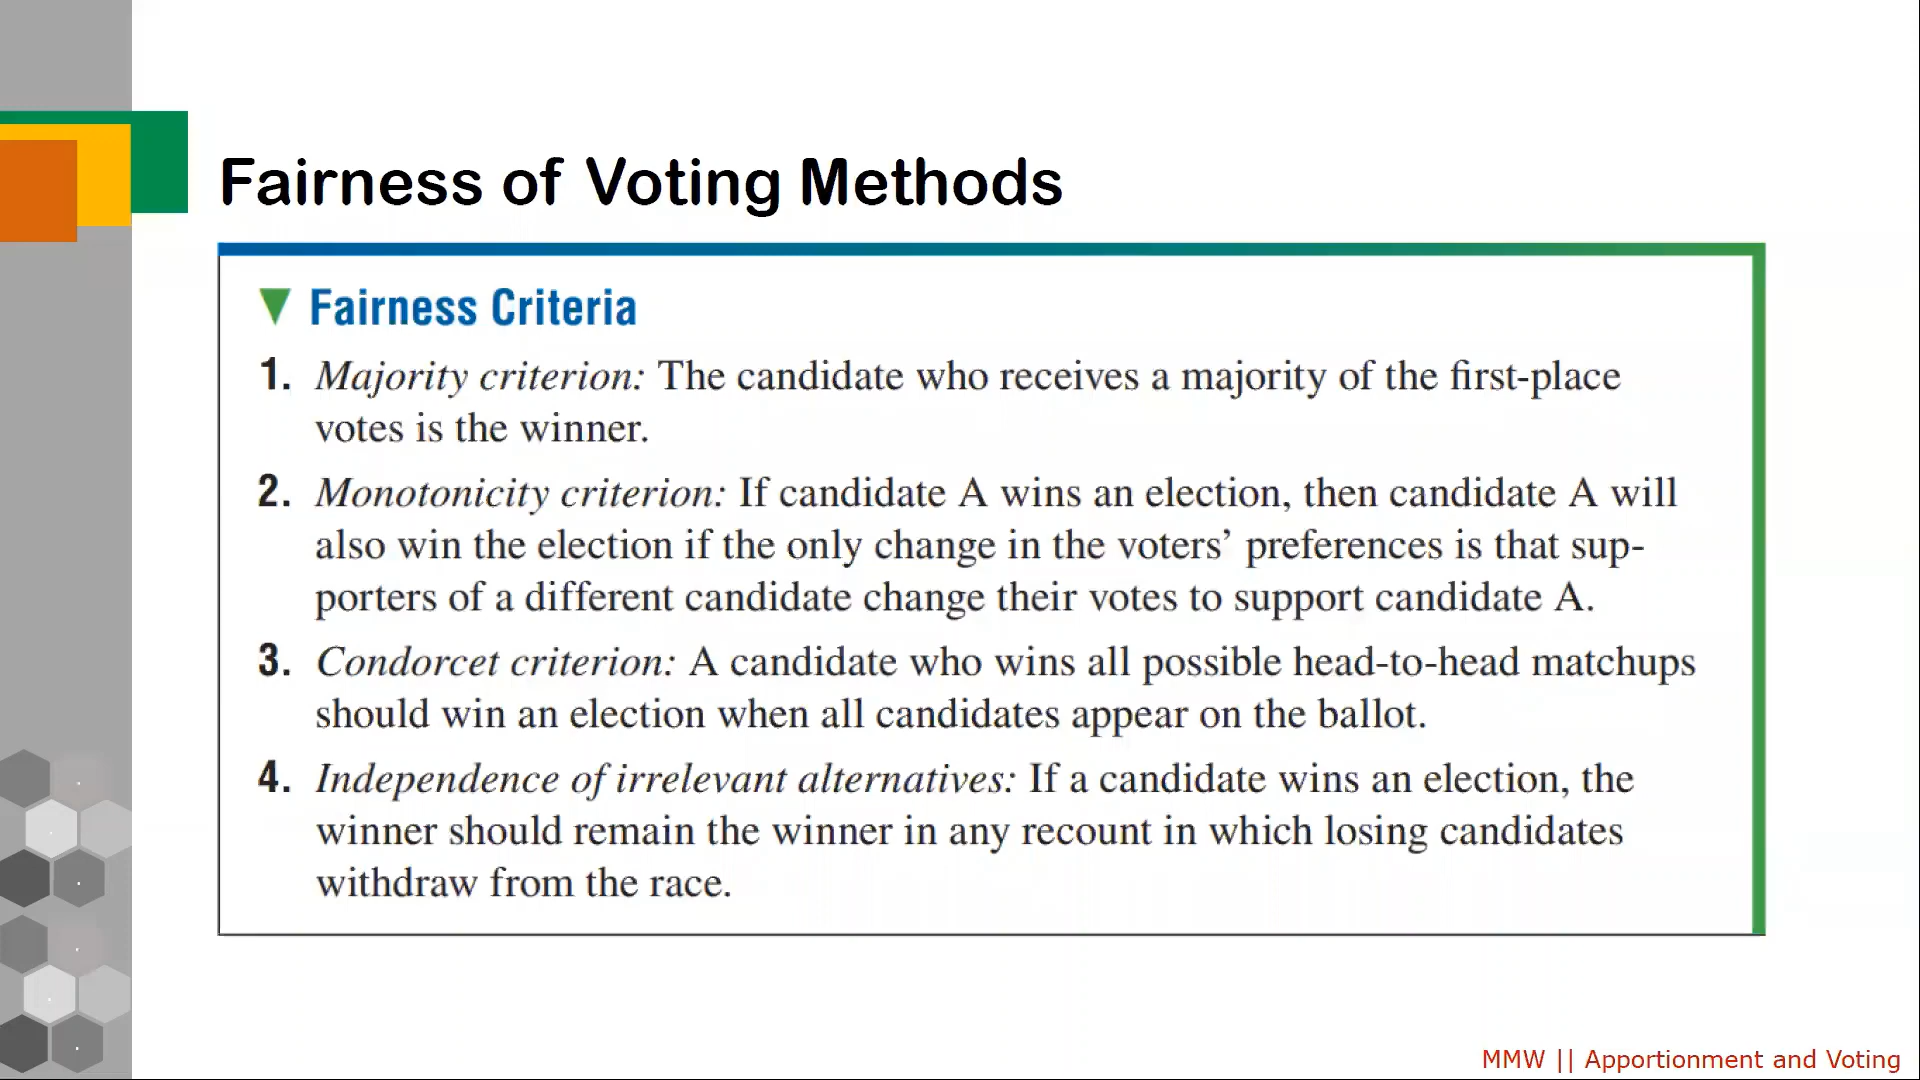 Fairness of Voting Methods
▼ Fairness Criteria
1. Majority criterion: The candidate who receives a majority of the first-place
votes is the winner.
2. Monotonicity criterion: If candidate A wins an election, then candidate A will
also win the election if the only change in the voters’ preferences is that sup-
porters of a different candidate change their votes to support candidate A.
3. Condorcet criterion: A candidate who wins all possible head-to-head matchups
should win an election when all candidates appear on the ballot.
4. Independence of irrelevant alternatives: If a candidate wins an election, the
winner should remain the winner in any recount in which losing candidates
withdraw from the race.
MMW || Apportionment and Voting